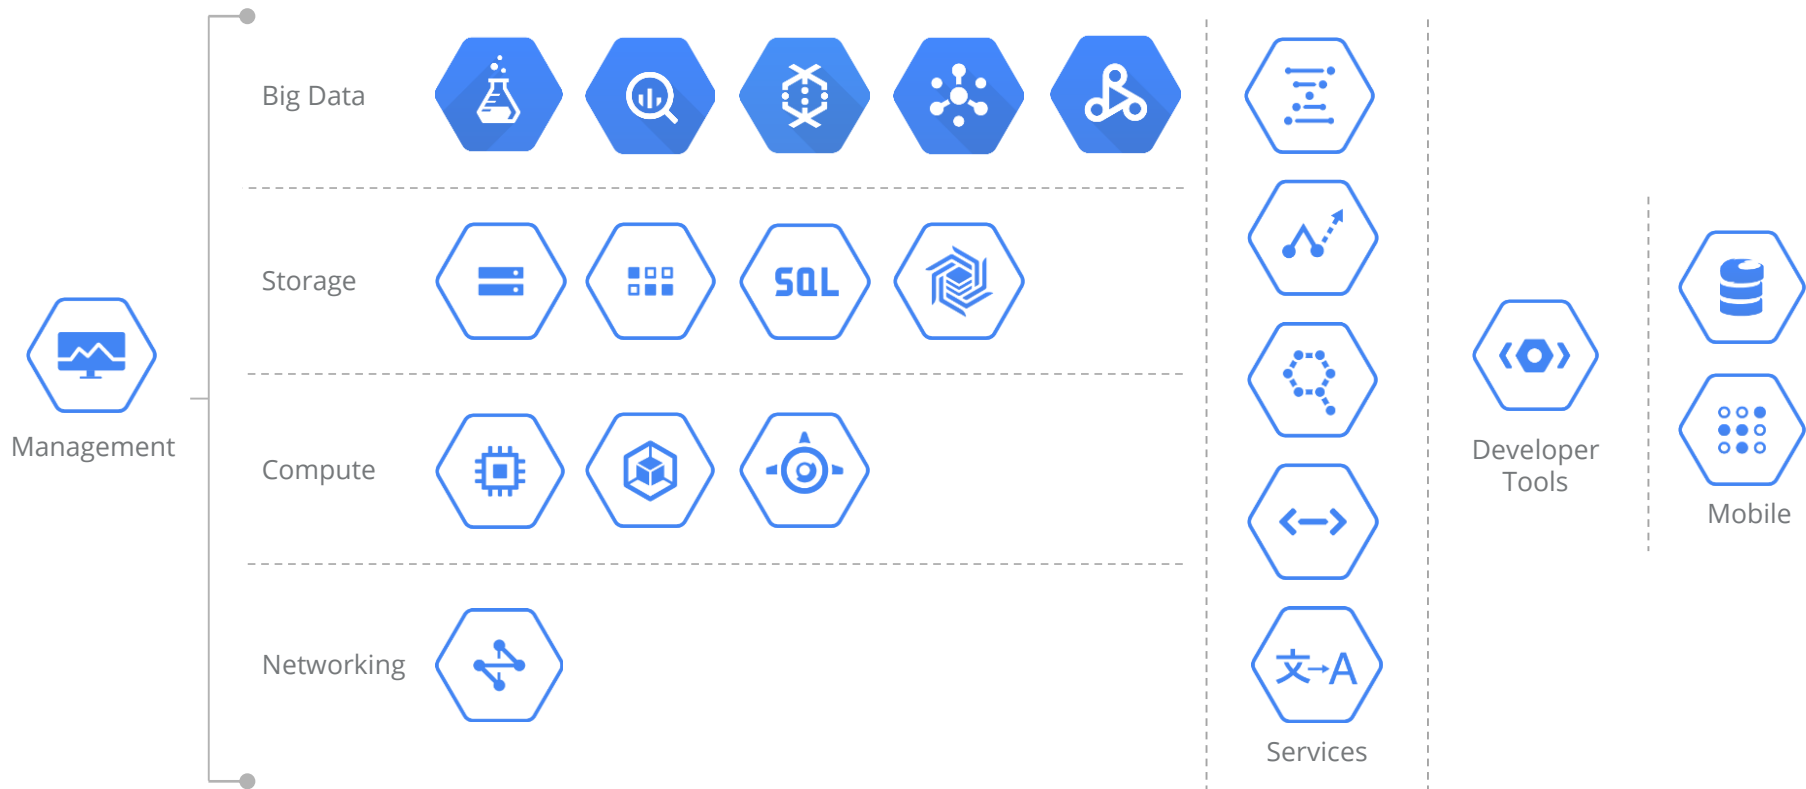 Big Data
Storage
SQL
Management
Compute
Networking
文→A
Services
Developer
Tools
Mobile